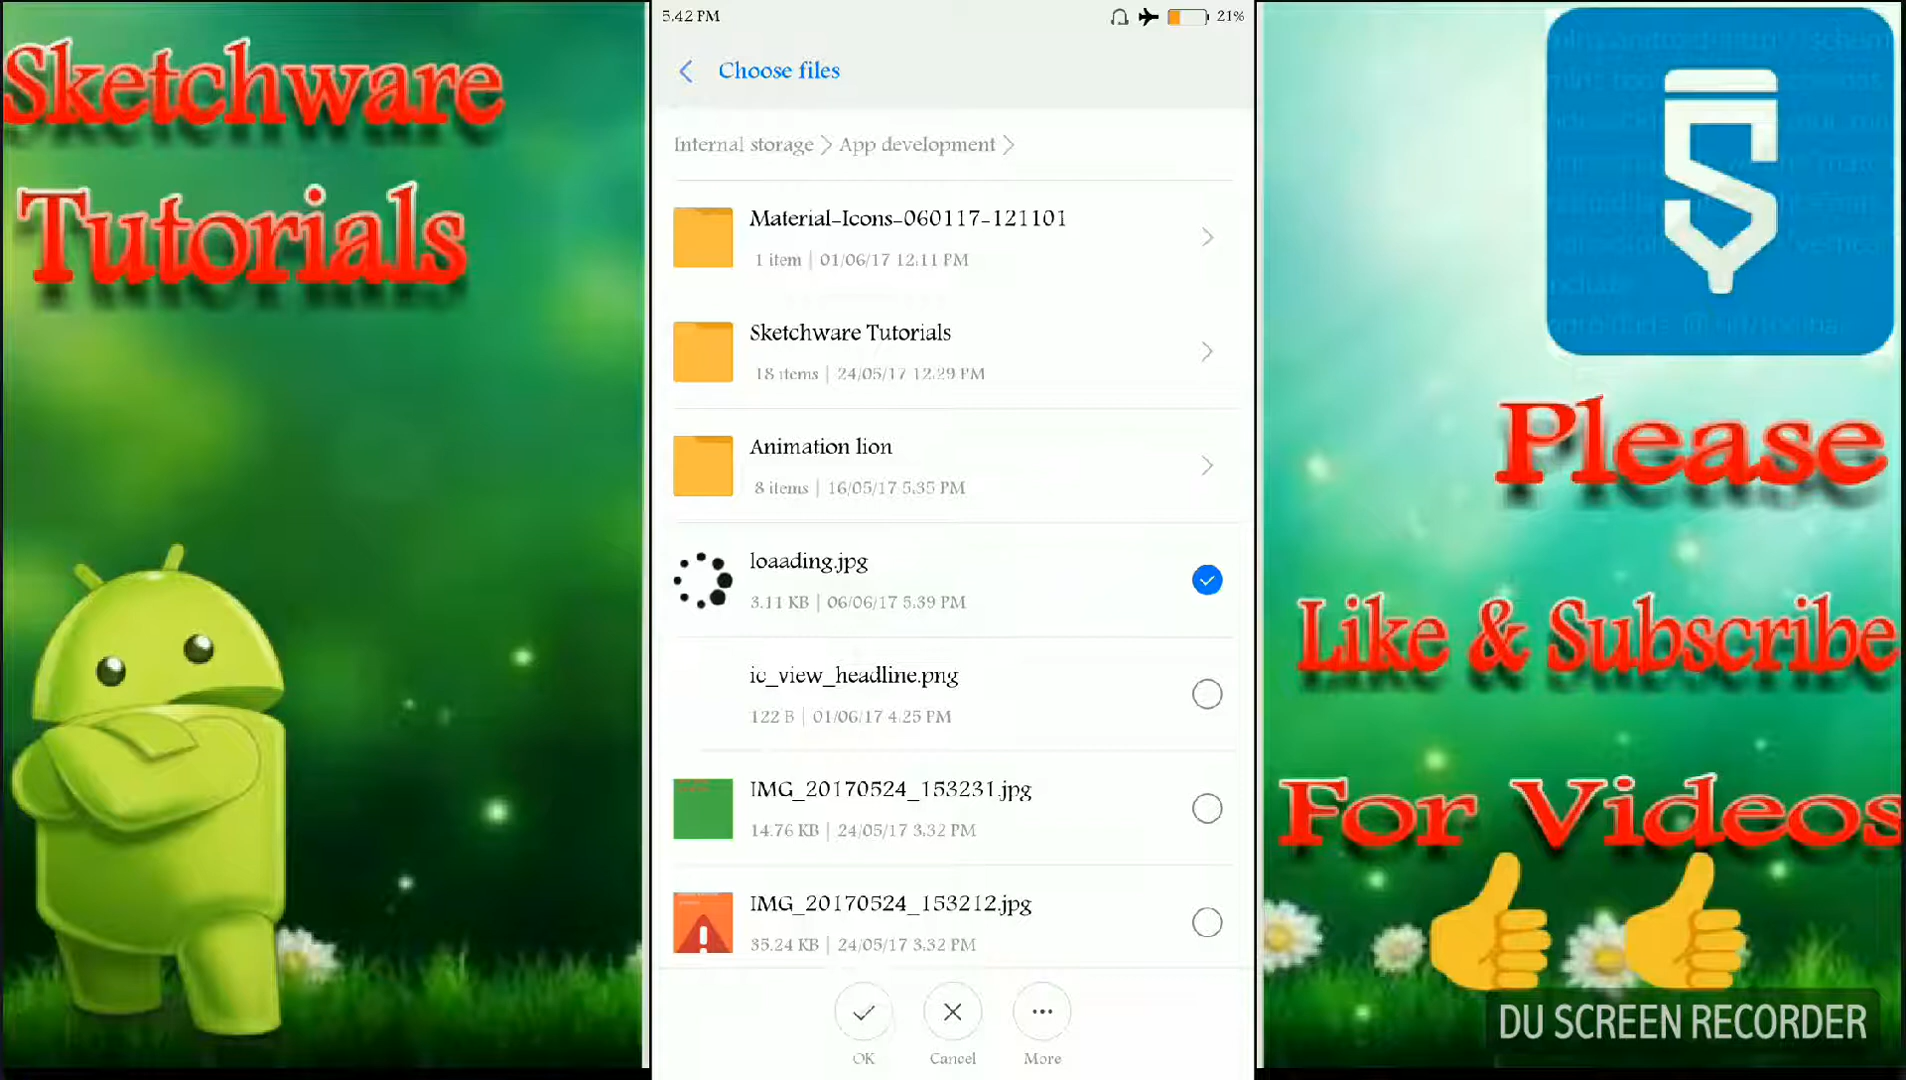 Sketchware
Tutorials
5.42 PM
21%
Choose files
Internal storage
App development
Material-Icons-060117-121101
1 item | 01/06/17 12.11 PM
Sketchware Tutorials
18 items | 24/05/17 12.29 PM
Animation lion
8 items | 16/05/17 5.35 PM
loaading.jpg
3.11 KB | 06/06/17 5.39 PM
ic_view_headline.png
122 B | 01/06/17 4.25 PM
IMG_20170524_153231.jpg
14.76 KB | 24/05/17 3.32 PM
IMG_20170524_153212.jpg
35.24 KB | 24/05/17 3.32 PM
OK
Cancel
More
Please
Like & Subscribe
For Videos
DU SCREEN RECORDER